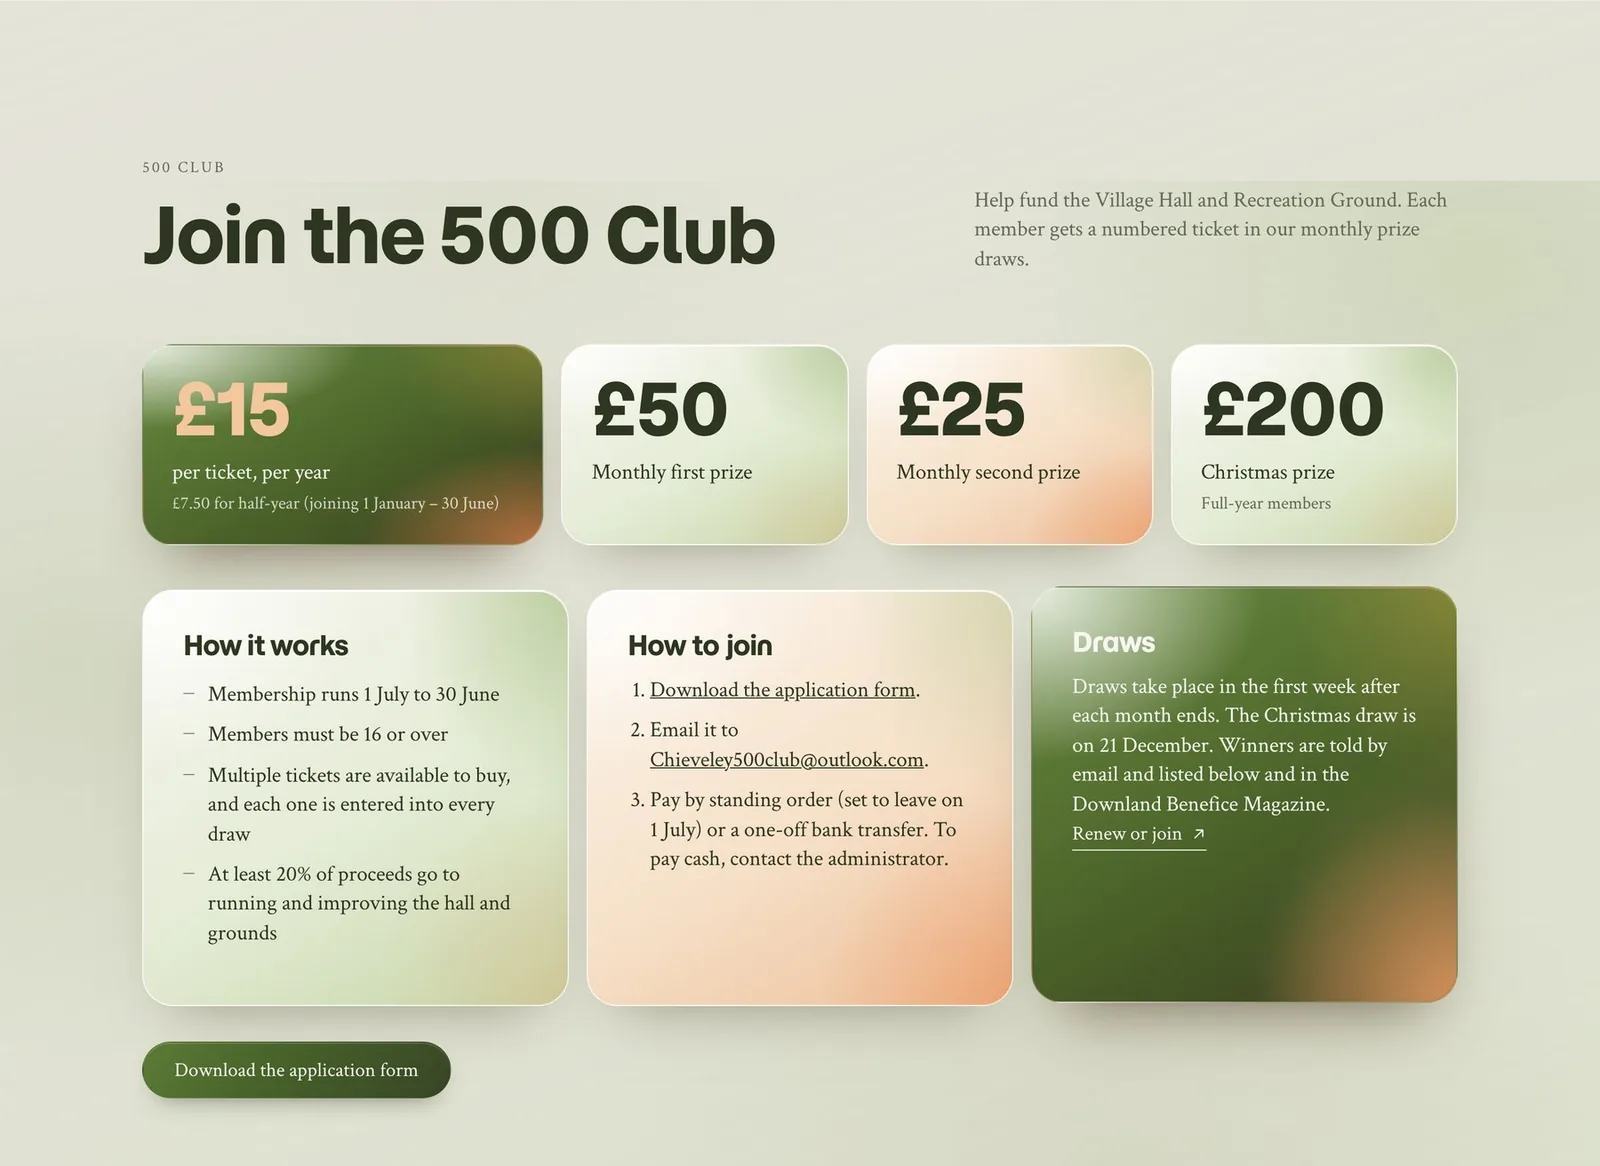 500 CLUB
Join the 500 Club
Help fund the Village Hall and Recreation Ground. Each
member gets a numbered ticket in our monthly prize
draws.
£15
per ticket, per year
£7.50 for half-year (joining 1 January – 30 June)
£50
Monthly first prize
£25
Monthly second prize
£200
Christmas prize
Full-year members
How it works
– Membership runs 1 July to 30 June
– Members must be 16 or over
– Multiple tickets are available to buy,
and each one is entered into every
draw
– At least 20% of proceeds go to
running and improving the hall and
grounds
How to join
1. Download the application form.
2. Email it to
Chieveley500club@outlook.com.
3. Pay by standing order (set to leave on
1 July) or a one-off bank transfer. To
pay cash, contact the administrator.
Draws
Draws take place in the first week after
each month ends. The Christmas draw is
on 21 December. Winners are told by
email and listed below and in the
Downland Benefice Magazine.
Renew or join ↗
Download the application form